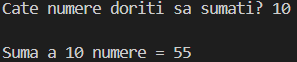 Cate numere doriti sa sumati? 10
Suma a 10 numere = 55